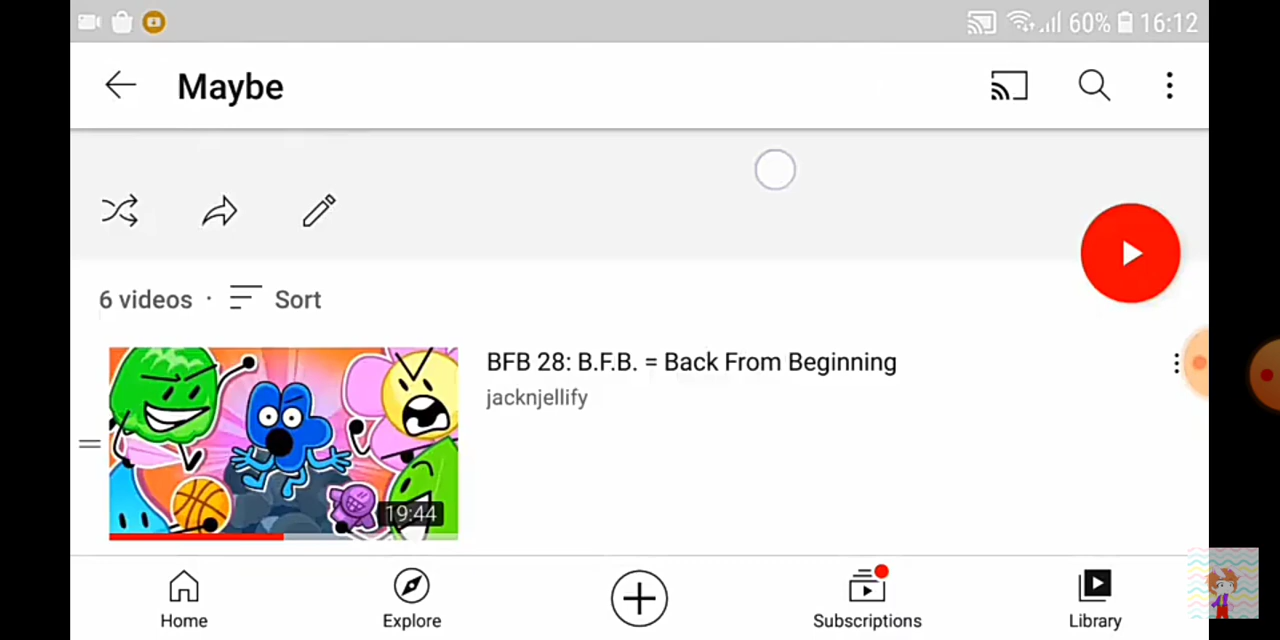 60% 16:12
Maybe
6 videos · Sort
BFB 28: B.F.B. = Back From Beginning
jacknjellify
19:44
Home Explore Subscriptions Library